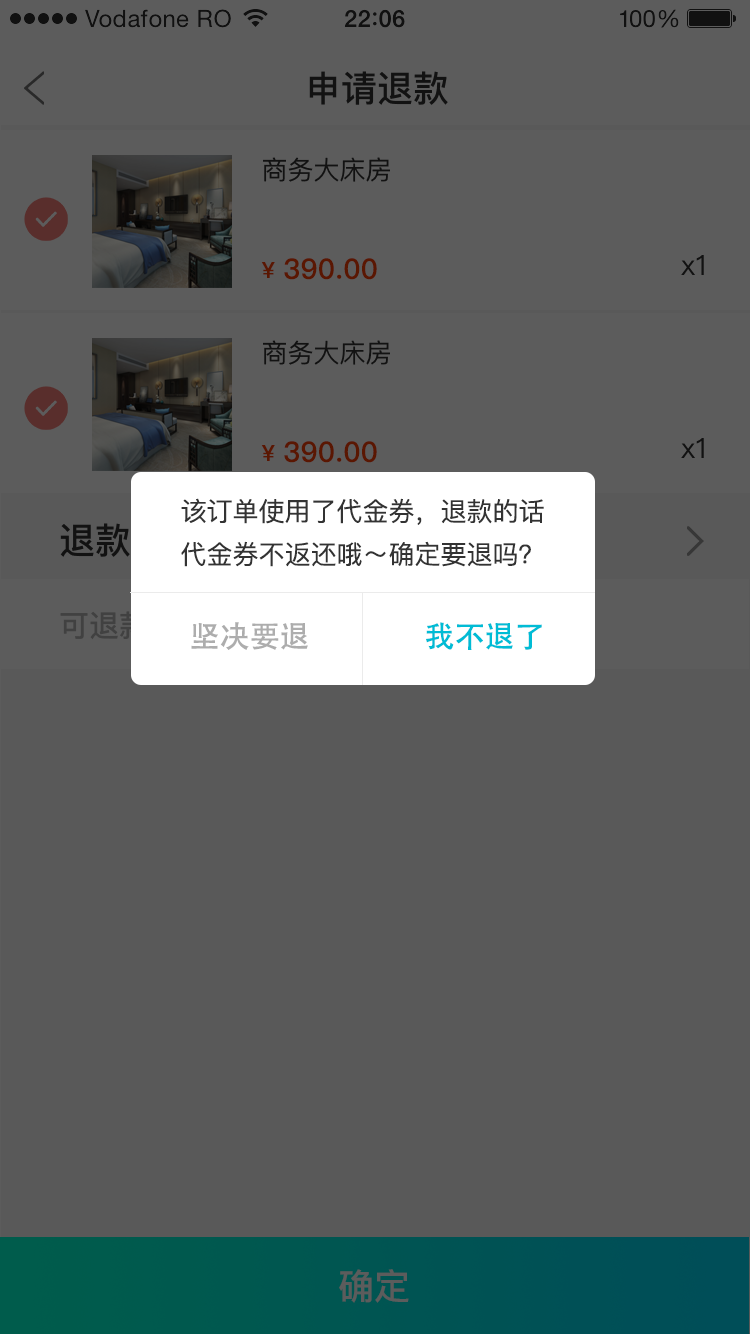 Vodafone RO 22:06 100%
申请退款
商务大床房
¥ 390.00 x1
商务大床房
¥ 390.00 x1
退款
该订单使用了代金券，退款的话
代金券不返还哦～确定要退吗？
可退款
坚决要退 我不退了
确定